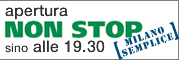 apertura
NON STOP
sino alle 19.30
[MILANO
SEMPLICE]